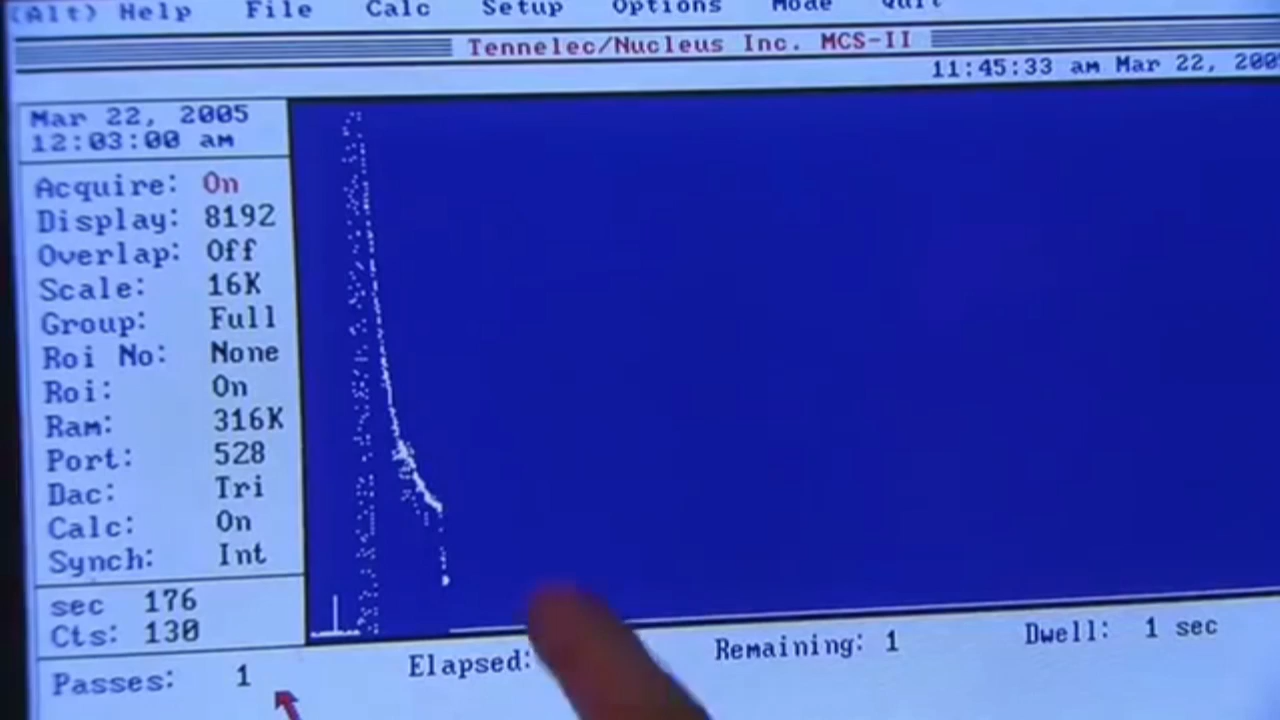 (Alt) Help File Calc Setup Options Mode Quit
Tennelec/Nucleus Inc. MCS-II
11:45:33 am Mar 22, 200
Mar 22, 2005
12:03:00 am
Acquire: On
Display: 8192
Overlap: Off
Scale: 16K
Group: Full
Roi No: None
Roi: On
Ram: 316K
Port: 528
Dac: Tri
Calc: On
Synch: Int
sec 176
Cts: 130
Passes: 1 Elapsed: Remaining: 1 Dwell: 1 sec